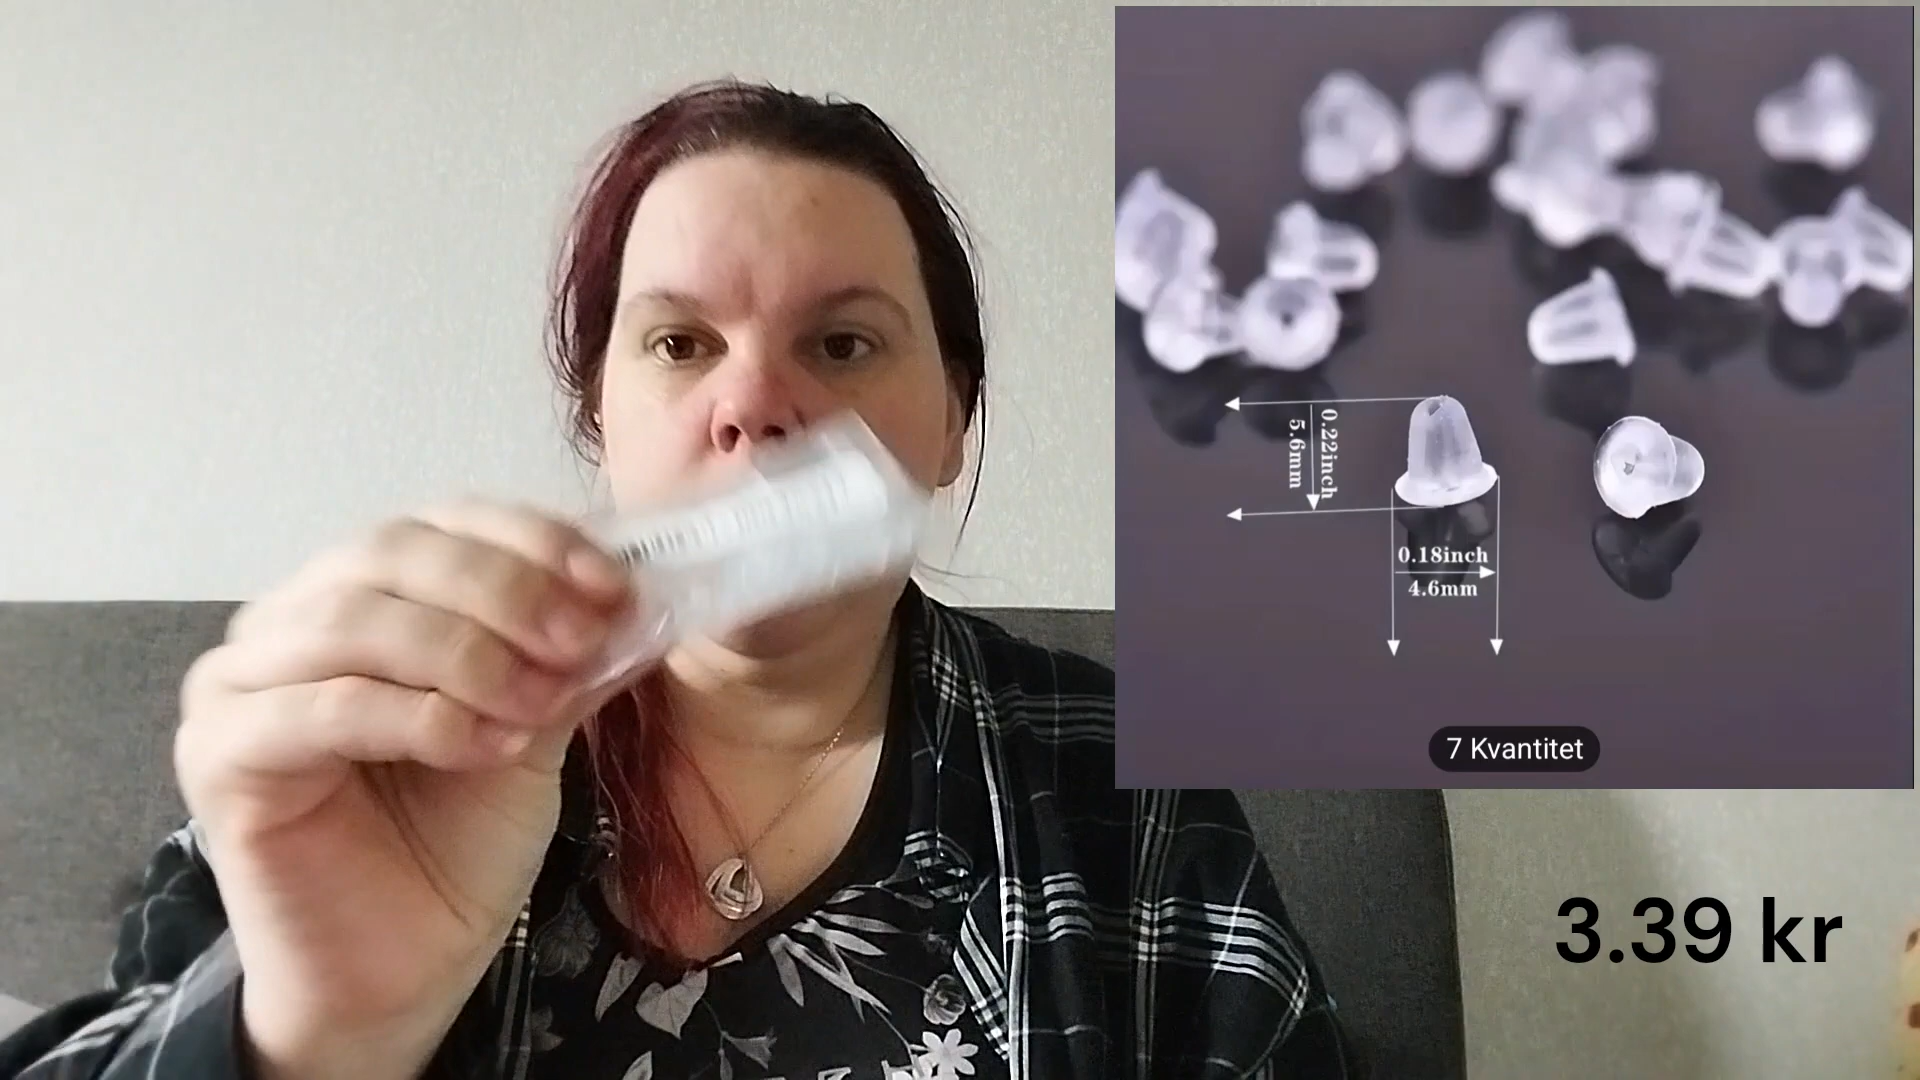 0.22inch
5.6mm
0.18inch
4.6mm
7 Kvantitet
3.39 kr